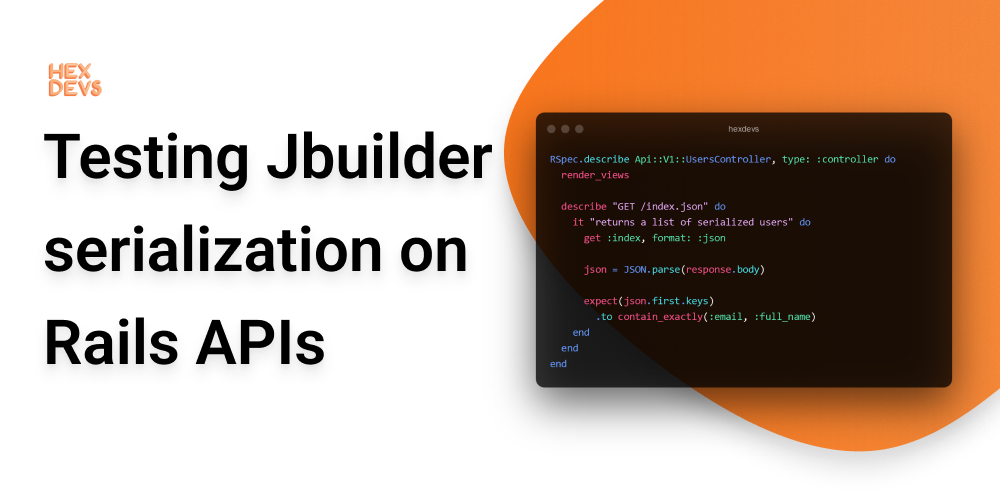 HEX
DEVS
Testing Jbuilder
serialization on
Rails APIs
hexdevs
RSpec.describe Api::V1::UsersController, type: :controller do
  render_views

  describe "GET /index.json" do
    it "returns a list of serialized users" do
      get :index, format: :json

      json = JSON.parse(response.body)

      expect(json.first.keys)
        .to contain_exactly(:email, :full_name)
    end
  end
end